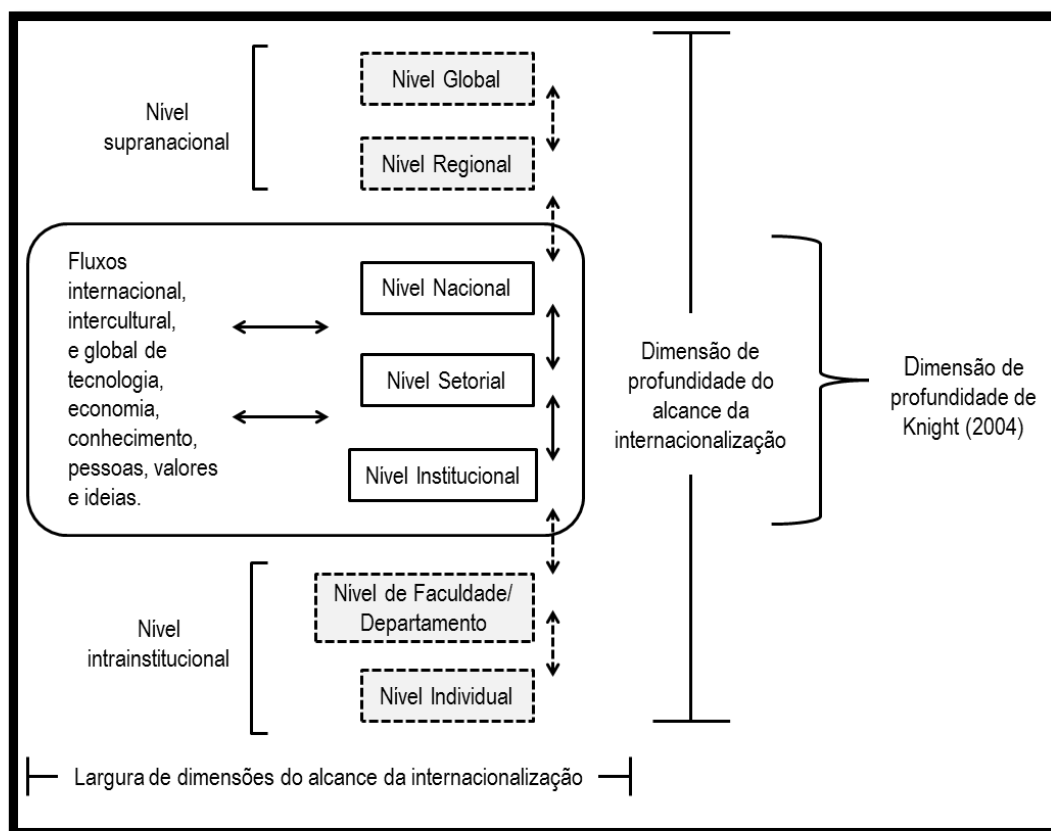 Nível
supranacional
Nível Global
Nível Regional
Fluxos
internacional,
intercultural,
e global de
tecnologia,
economia,
conhecimento,
pessoas, valores
e ideias.
Nível Nacional
Nível Setorial
Nível Institucional
Nível
intrainstitucional
Nível de Faculdade/
Departamento
Nível Individual
Dimensão de
profundidade do
alcance da
internacionalização
Dimensão de
profundidade de
Knight (2004)
Largura de dimensões do alcance da internacionalização